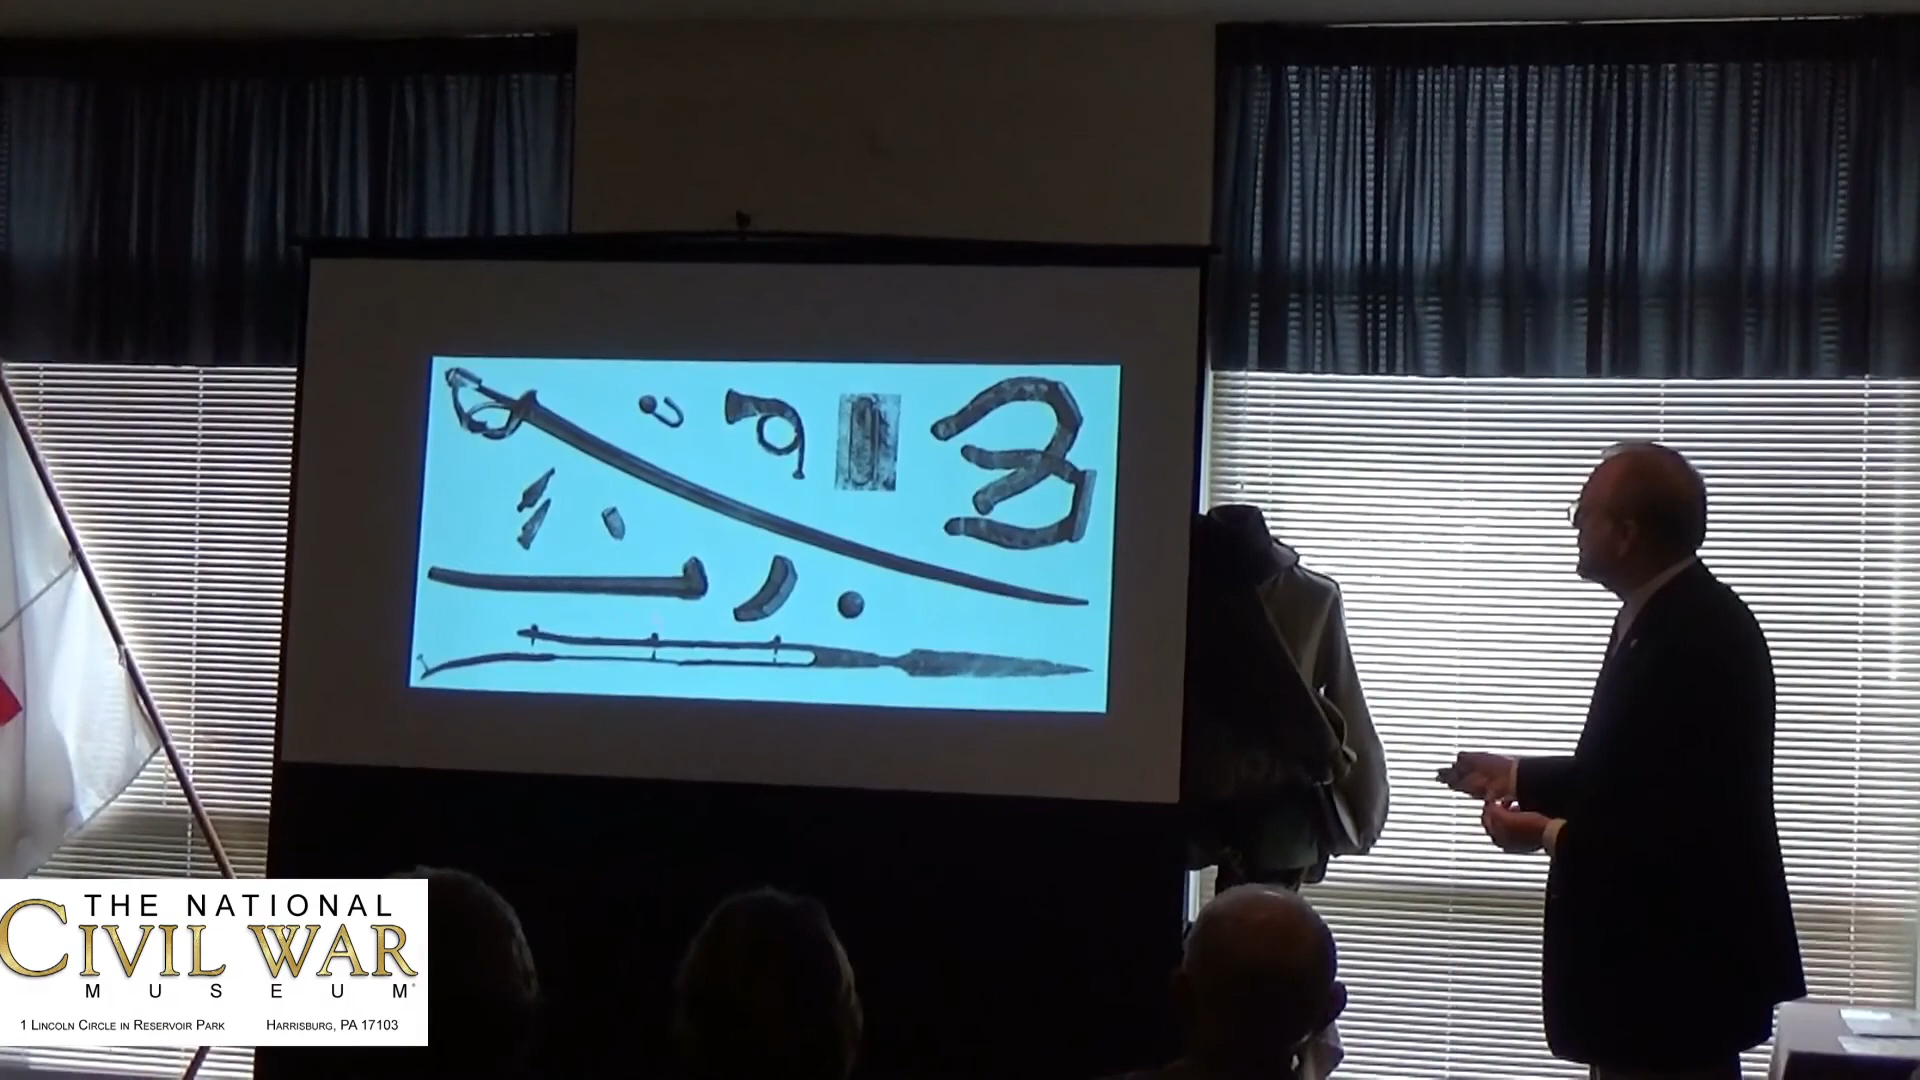 THE NATIONAL
CIVIL WAR
MUSEUM
1 LINCOLN CIRCLE IN RESERVOIR PARK HARRISBURG, PA 17103